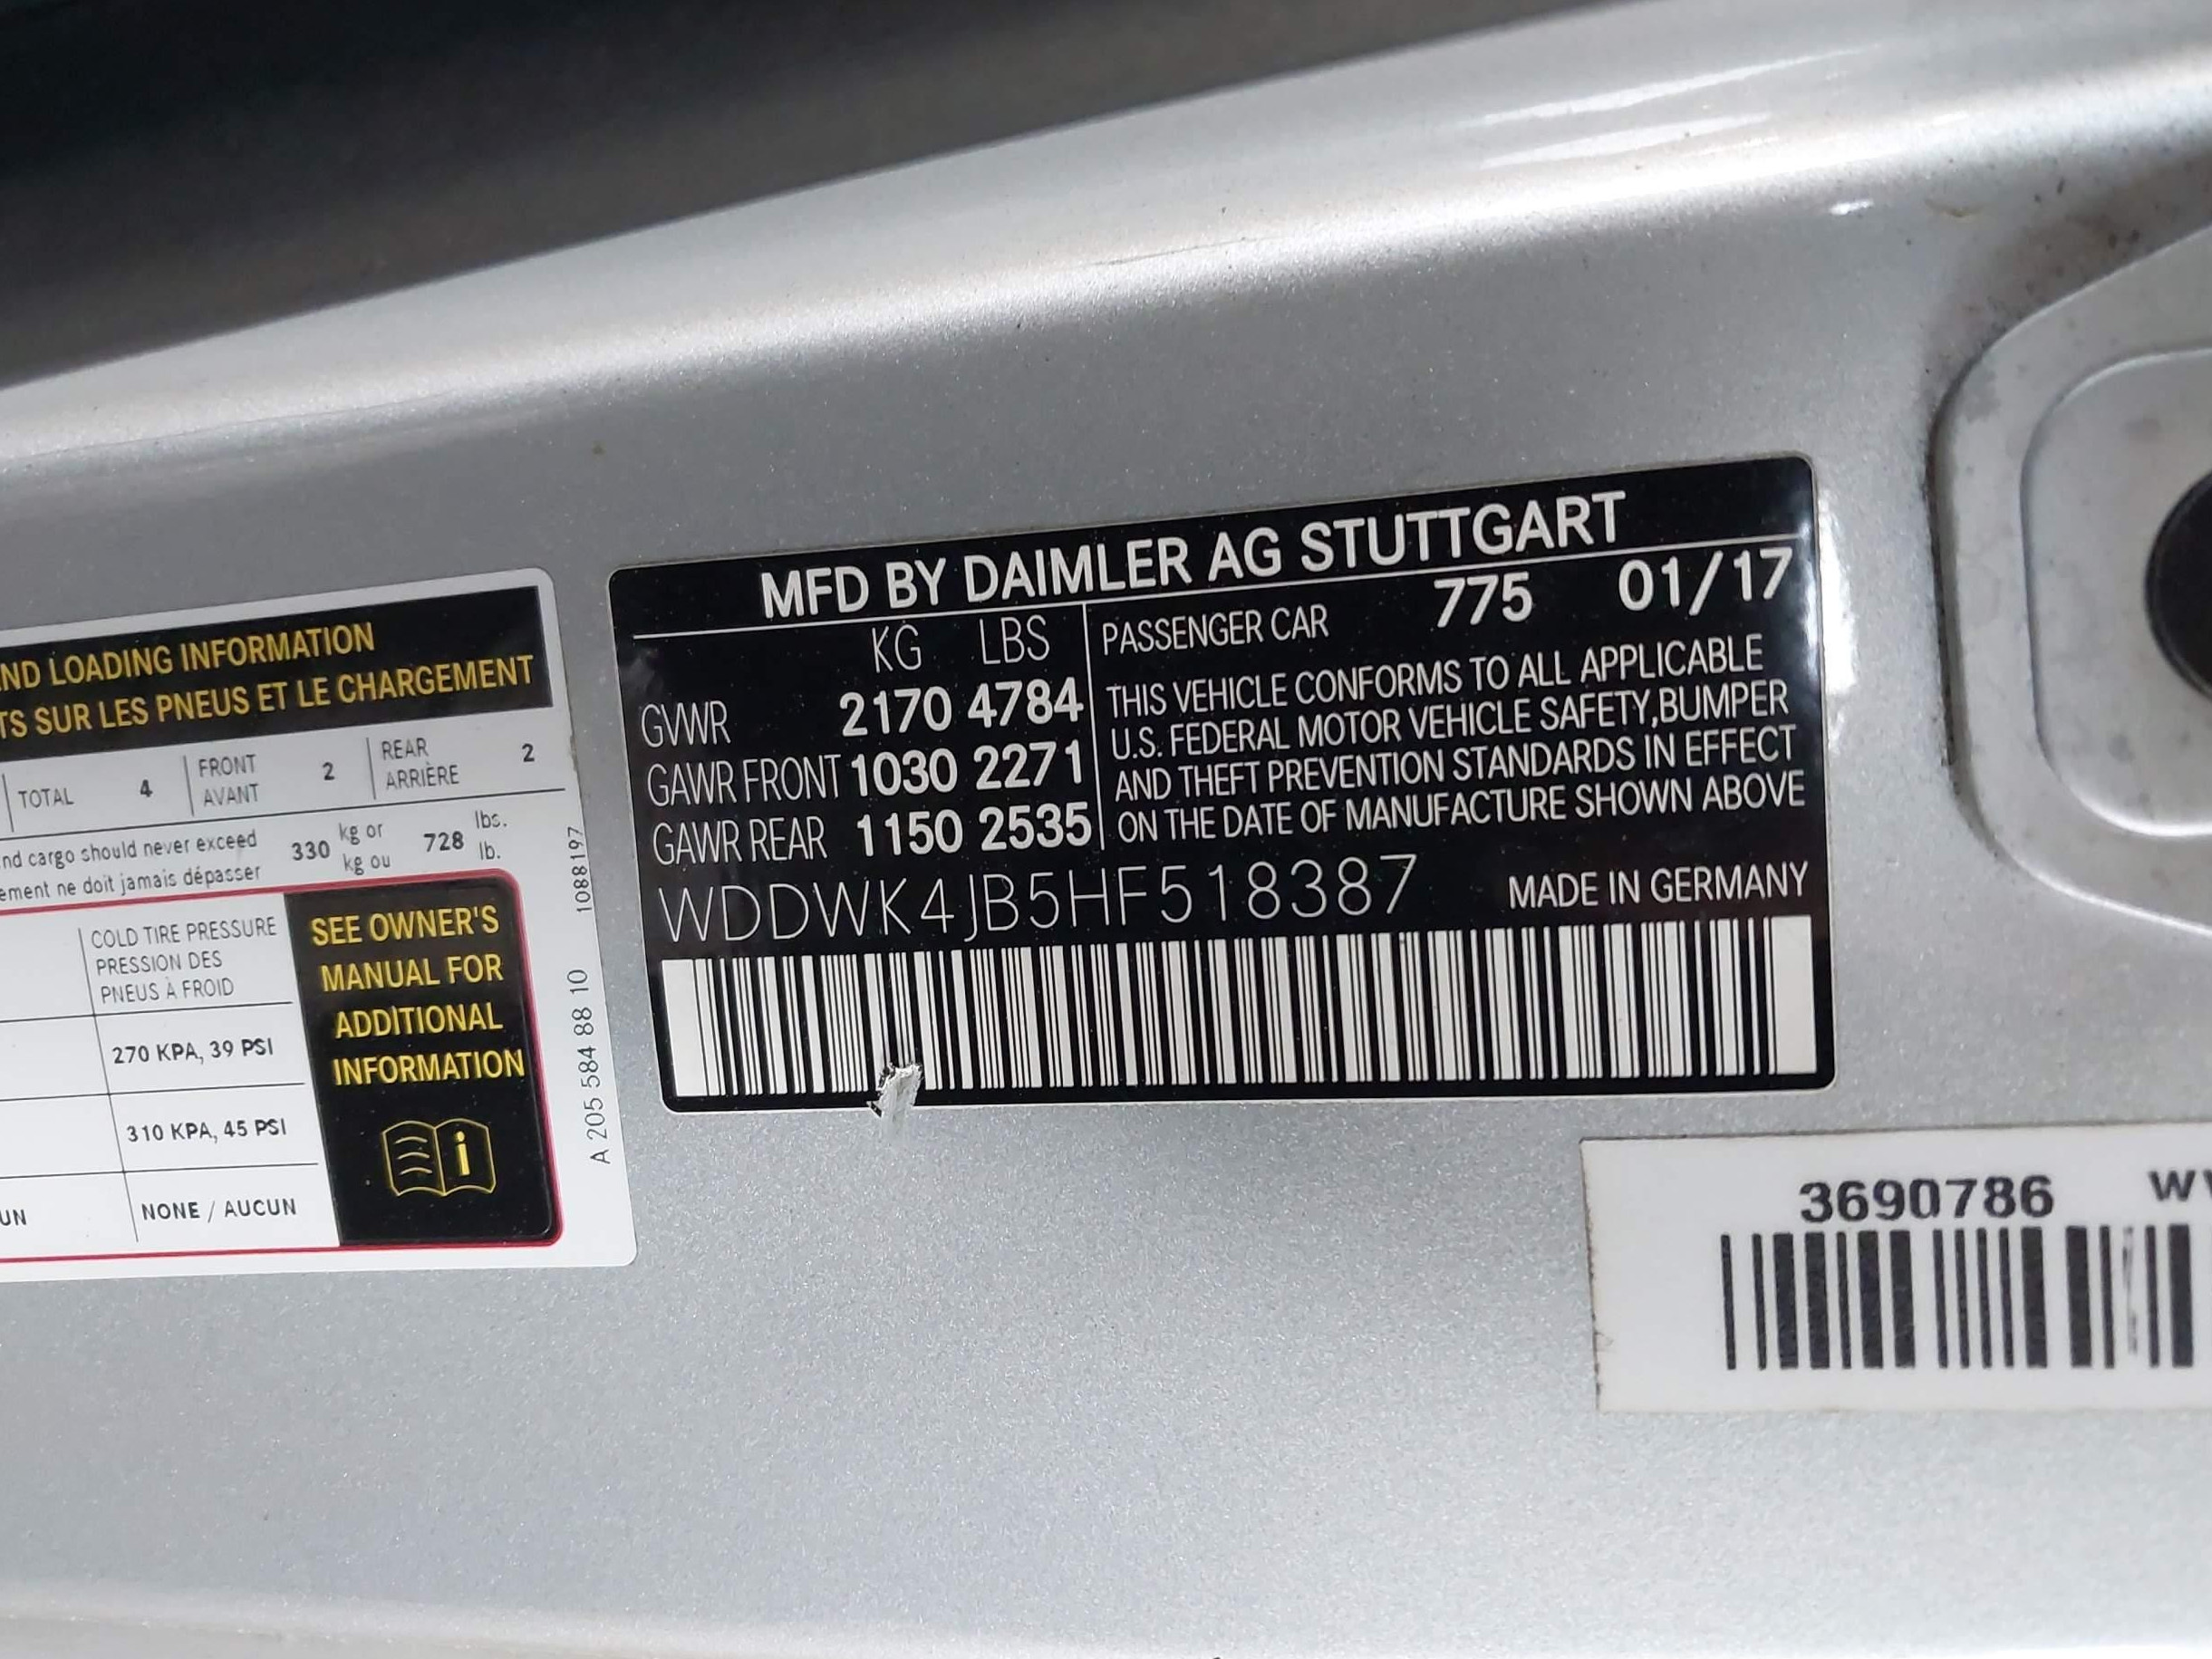 ND LOADING INFORMATION
TS SUR LES PNEUS ET LE CHARGEMENT
TOTAL 4 FRONT AVANT 2 REAR ARRIÈRE 2
nd cargo should never exceed
ement ne doit jamais dépasser
330 kg or kg ou 728 lbs. lb.
COLD TIRE PRESSURE
PRESSION DES
PNEUS À FROID
270 KPA, 39 PSI
310 KPA, 45 PSI
UN NONE / AUCUN
SEE OWNER'S
MANUAL FOR
ADDITIONAL
INFORMATION
i
A 205 584 88 10 1088197
MFD BY DAIMLER AG STUTTGART
KG LBS
GVWR 2170 4784
GAWR FRONT 1030 2271
GAWR REAR 1150 2535
PASSENGER CAR 775 01/17
THIS VEHICLE CONFORMS TO ALL APPLICABLE
U.S. FEDERAL MOTOR VEHICLE SAFETY,BUMPER
AND THEFT PREVENTION STANDARDS IN EFFECT
ON THE DATE OF MANUFACTURE SHOWN ABOVE
WDDWK4JB5HF518387 MADE IN GERMANY
3690786